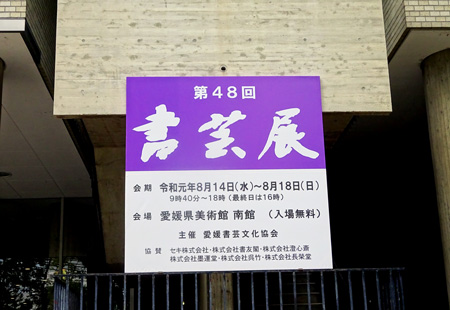 第48回
書芸展
会期 令和元年8月14日(水)~8月18日(日)
9時40分~18時(最終日は16時)
会場 愛媛県美術館 南館 (入場無料)
主催 愛媛書芸文化協会
協賛 セキ株式会社・株式会社書友閣・株式会社澄心斎
株式会社墨運堂・株式会社呉竹・株式会社長榮堂